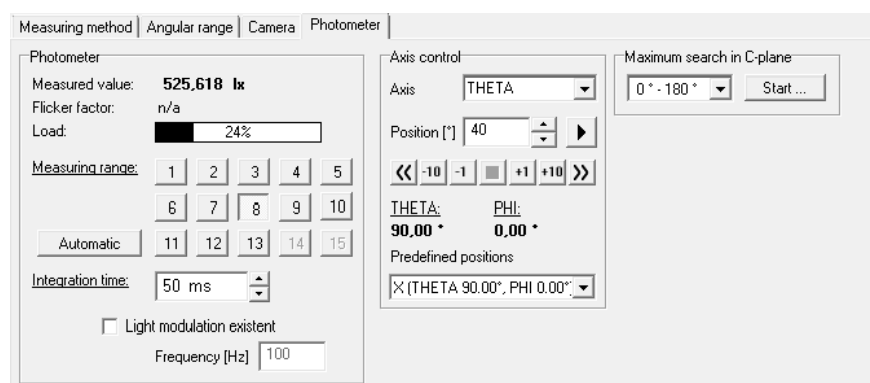 Measuring method Angular range Camera Photometer
Photometer
Measured value: 525,618 lx
Flicker factor: n/a
Load: 24%
Measuring range: 1 2 3 4 5
6 7 8 9 10
Automatic 11 12 13 14 15
Integration time: 50 ms
Light modulation existent
Frequency [Hz] 100
Axis control
Axis THETA
Position [°] 40
-10 -1 +1 +10
THETA: PHI:
90,00 ° 0,00 °
Predefined positions
X (THETA 90.00°, PHI 0.00°)
Maximum search in C-plane
0 ° - 180 ° Start ...